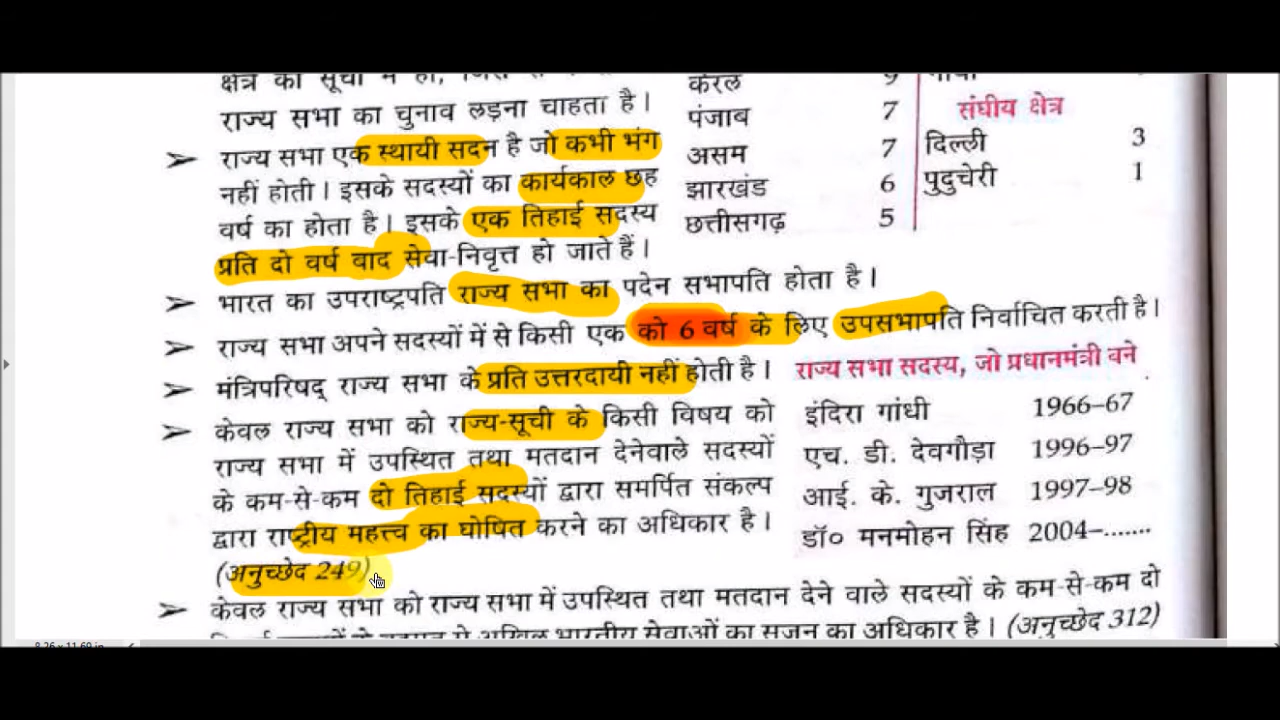 राज्य सभा का चुनाव लड़ना चाहता है।
➤ राज्य सभा एक स्थायी सदन है जो कभी भंग
नहीं होती। इसके सदस्यों का कार्यकाल छह
वर्ष का होता है। इसके एक तिहाई सदस्य
प्रति दो वर्ष बाद सेवा-निवृत्त हो जाते हैं।
केरल 9
पंजाब 7
असम 7
झारखंड 6
छत्तीसगढ़ 5
संघीय क्षेत्र
दिल्ली 3
पुदुचेरी 1
➤ भारत का उपराष्ट्रपति राज्य सभा का पदेन सभापति होता है।
➤ राज्य सभा अपने सदस्यों में से किसी एक को 6 वर्ष के लिए उपसभापति निर्वाचित करती है।
➤ मंत्रिपरिषद् राज्य सभा के प्रति उत्तरदायी नहीं होती है।
➤ केवल राज्य सभा को राज्य-सूची के किसी विषय को
राज्य सभा में उपस्थित तथा मतदान देनेवाले सदस्यों
के कम-से-कम दो तिहाई सदस्यों द्वारा समर्पित संकल्प
द्वारा राष्ट्रीय महत्त्व का घोषित करने का अधिकार है।
(अनुच्छेद 249)
राज्य सभा सदस्य, जो प्रधानमंत्री बने
इंदिरा गांधी 1966–67
एच. डी. देवगौड़ा 1996–97
आई. के. गुजराल 1997–98
डॉ० मनमोहन सिंह 2004–.......
➤ केवल राज्य सभा को राज्य सभा में उपस्थित तथा मतदान देने वाले सदस्यों के कम-से-कम दो
अखिल भारतीय सेवाओं का सृजन का अधिकार है। (अनुच्छेद 312)